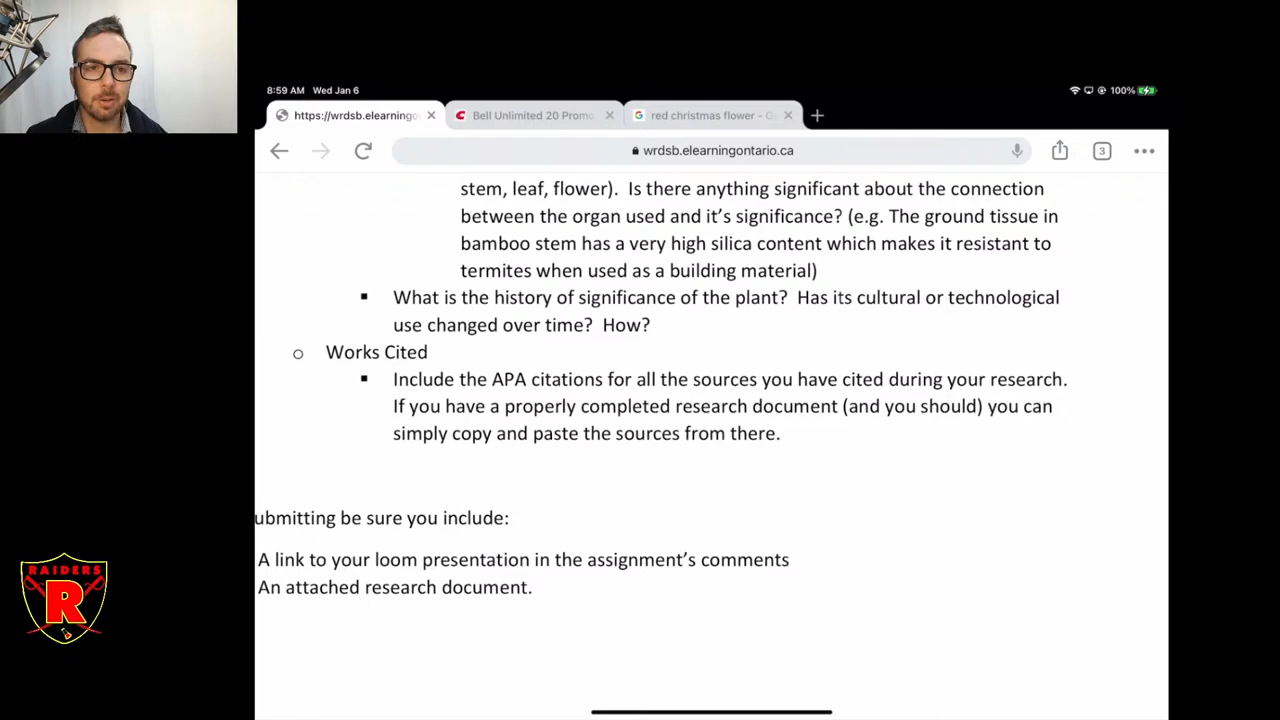 8:59 AM Wed Jan 6 100%
https://wrdsb.elearningo Bell Unlimited 20 Promo red christmas flower - G
wrdsb.elearningontario.ca 3
stem, leaf, flower). Is there anything significant about the connection
between the organ used and it's significance? (e.g. The ground tissue in
bamboo stem has a very high silica content which makes it resistant to
termites when used as a building material)
What is the history of significance of the plant? Has its cultural or technological
use changed over time? How?
Works Cited
Include the APA citations for all the sources you have cited during your research.
If you have a properly completed research document (and you should) you can
simply copy and paste the sources from there.
ubmitting be sure you include:
A link to your loom presentation in the assignment's comments
An attached research document.
RAIDERS
R